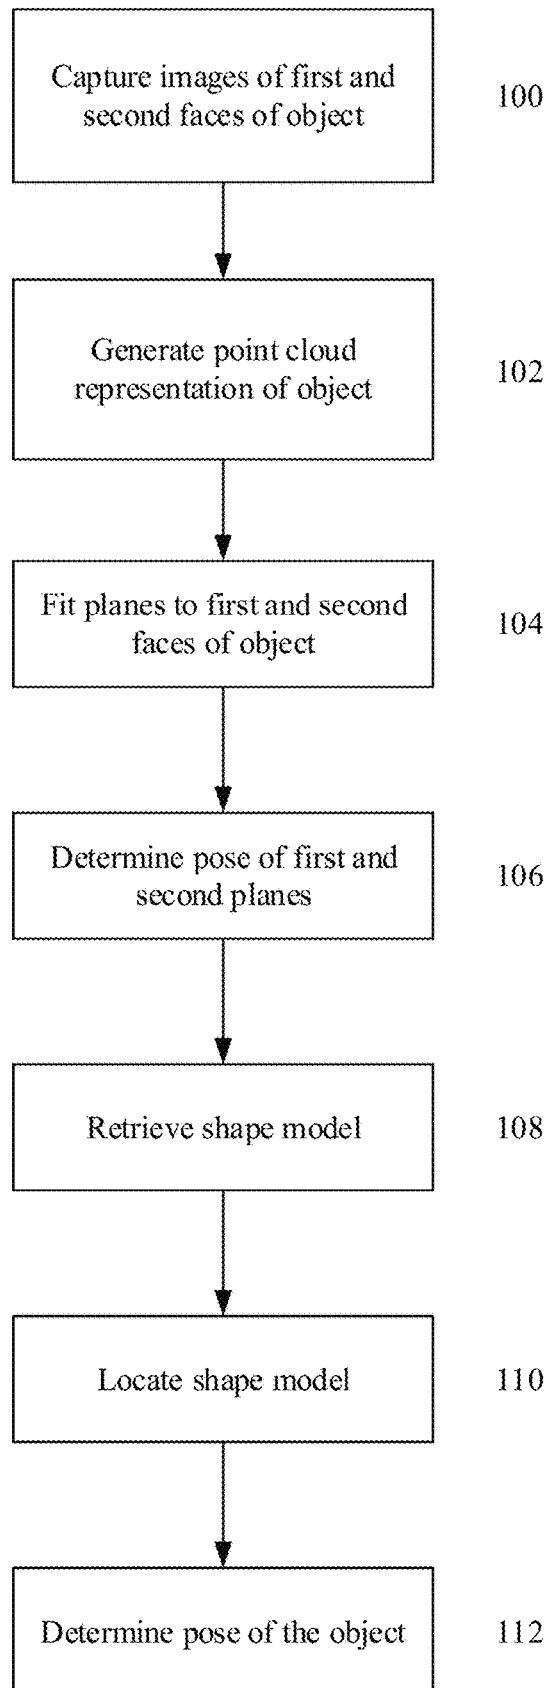 Capture images of first and
second faces of object
100
Generate point cloud
representation of object
102
Fit planes to first and second
faces of object
104
Determine pose of first and
second planes
106
Retrieve shape model
108
Locate shape model
110
Determine pose of the object
112